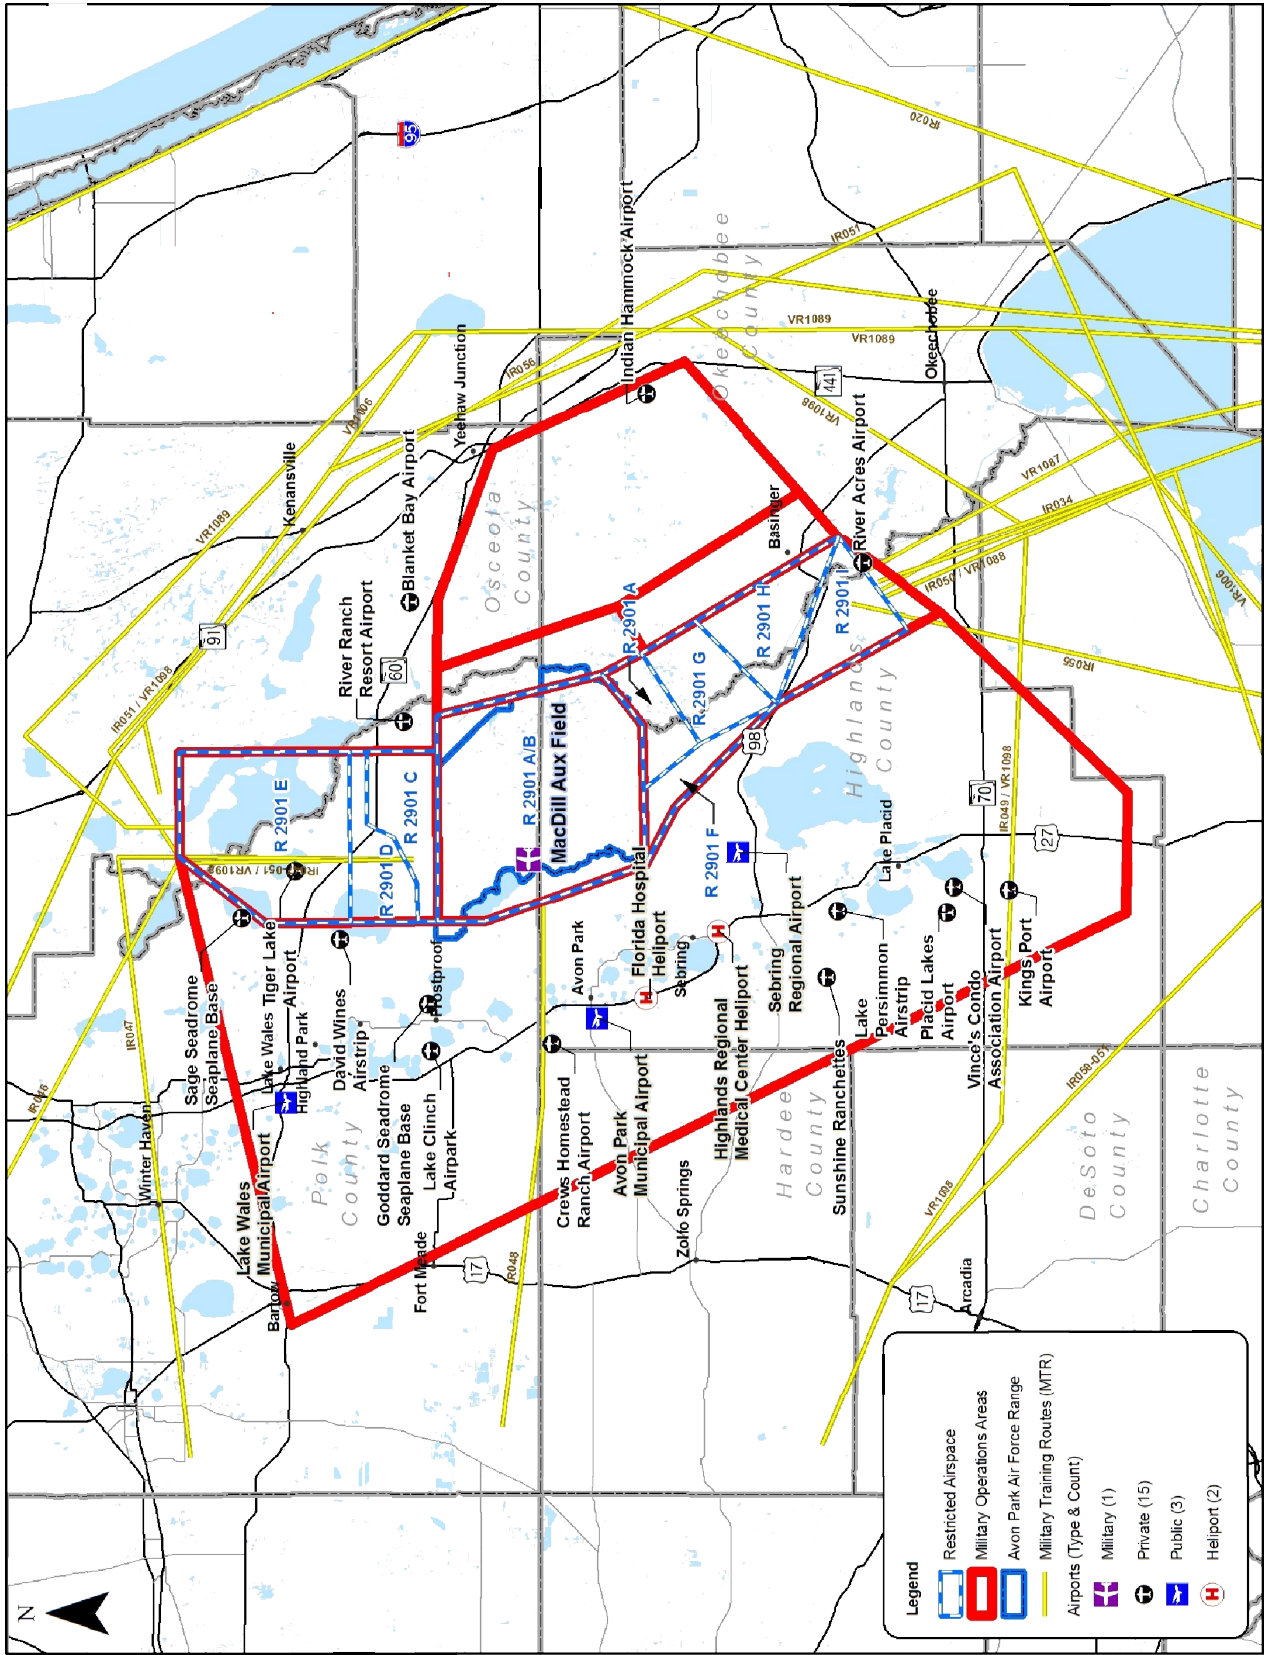 N
IR046
IR047
Winter Haven
Lake Wales
Municipal Airport
Bartow
Sage Seadrome
Seaplane Base
Lake Wales
Tiger Lake
Airport
Highland Park
David Wines
Airstrip
Polk
County
Goddard Seadrome
Seaplane Base
Lake Clinch
Airpark
Frostproof
Fort Meade
17
IR048
Crews Homestead
Ranch Airport
Avon Park
Municipal Airport
Avon Park
Florida Hospital
Heliport
Sebring
Highlands Regional
Medical Center Heliport
Sebring
Regional Airport
Zolfo Springs
Hardee
County
Sunshine Ranchettes
Lake
Persimmon
Airstrip
Placid Lakes
Airport
Vince's Condo
Association Airport
Kings Port
Airport
Lake Placid
Highlands
County
27
70
IR049 / VR1098
VR1098
17
Arcadia
DeSoto
County
Charlotte
County
IR051 / VR1098
R 2901 E
R 2901 D
R 2901 C
R 2901 A/B
MacDill Aux Field
R 2901 A
R 2901 F
R 2901 G
R 2901 H
R 2901 I
98
91
60
River Ranch
Resort Airport
Blanket Bay Airport
Kenansville
Yeehaw Junction
VR1089
VR1006
IR056
Osceola
County
Indian Hammock Airport
95
Okeechobee
County
IR020
IR051
VR1089
VR1089
441
VR1098
Okeechobee
Basinger
River Acres Airport
VR1087
IR034
IR050 / VR1088
IR055
VR1006
Legend
Restricted Airspace
Military Operations Areas
Avon Park Air Force Range
Military Training Routes (MTR)
Airports (Type & Count)
Military (1)
Private (15)
Public (3)
Heliport (2)